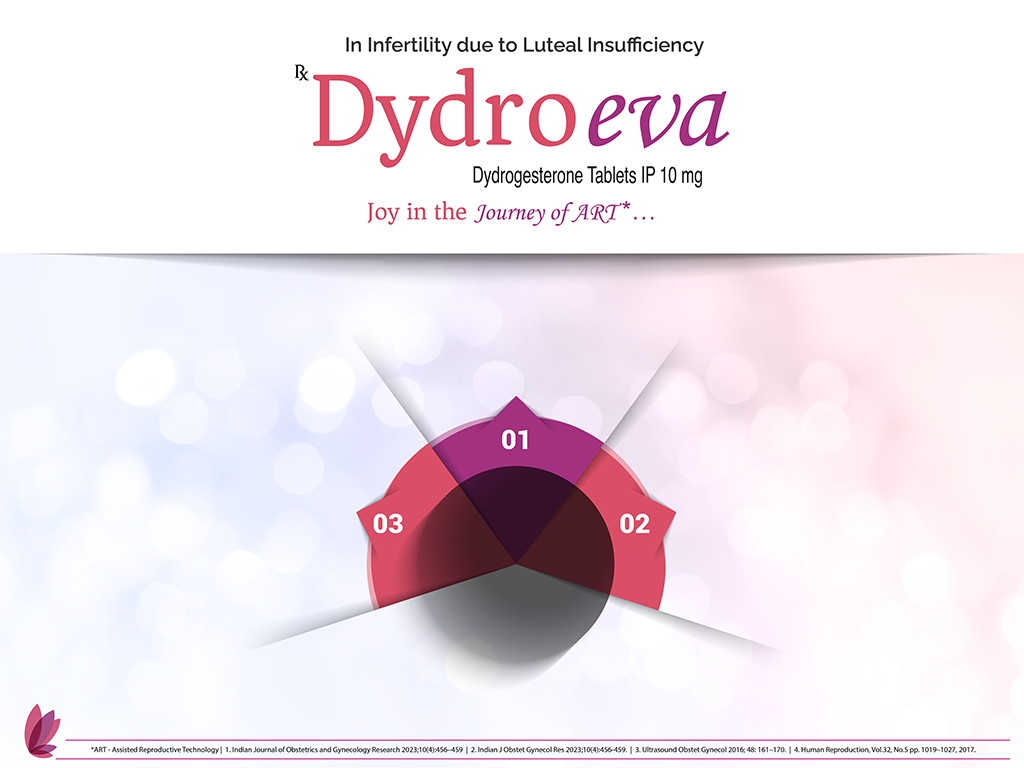 In Infertility due to Luteal Insufficiency
Rx Dydroeva
Dydrogesterone Tablets IP 10 mg
Joy in the Journey of ART*...
01
03
02
*ART - Assisted Reproductive Technology | 1. Indian Journal of Obstetrics and Gynecology Research 2023;10(4):456–459 | 2. Indian J Obstet Gynecol Res 2023;10(4):456-459. | 3. Ultrasound Obstet Gynecol 2016; 48: 161–170. | 4. Human Reproduction, Vol.32, No.5 pp. 1019–1027, 2017.